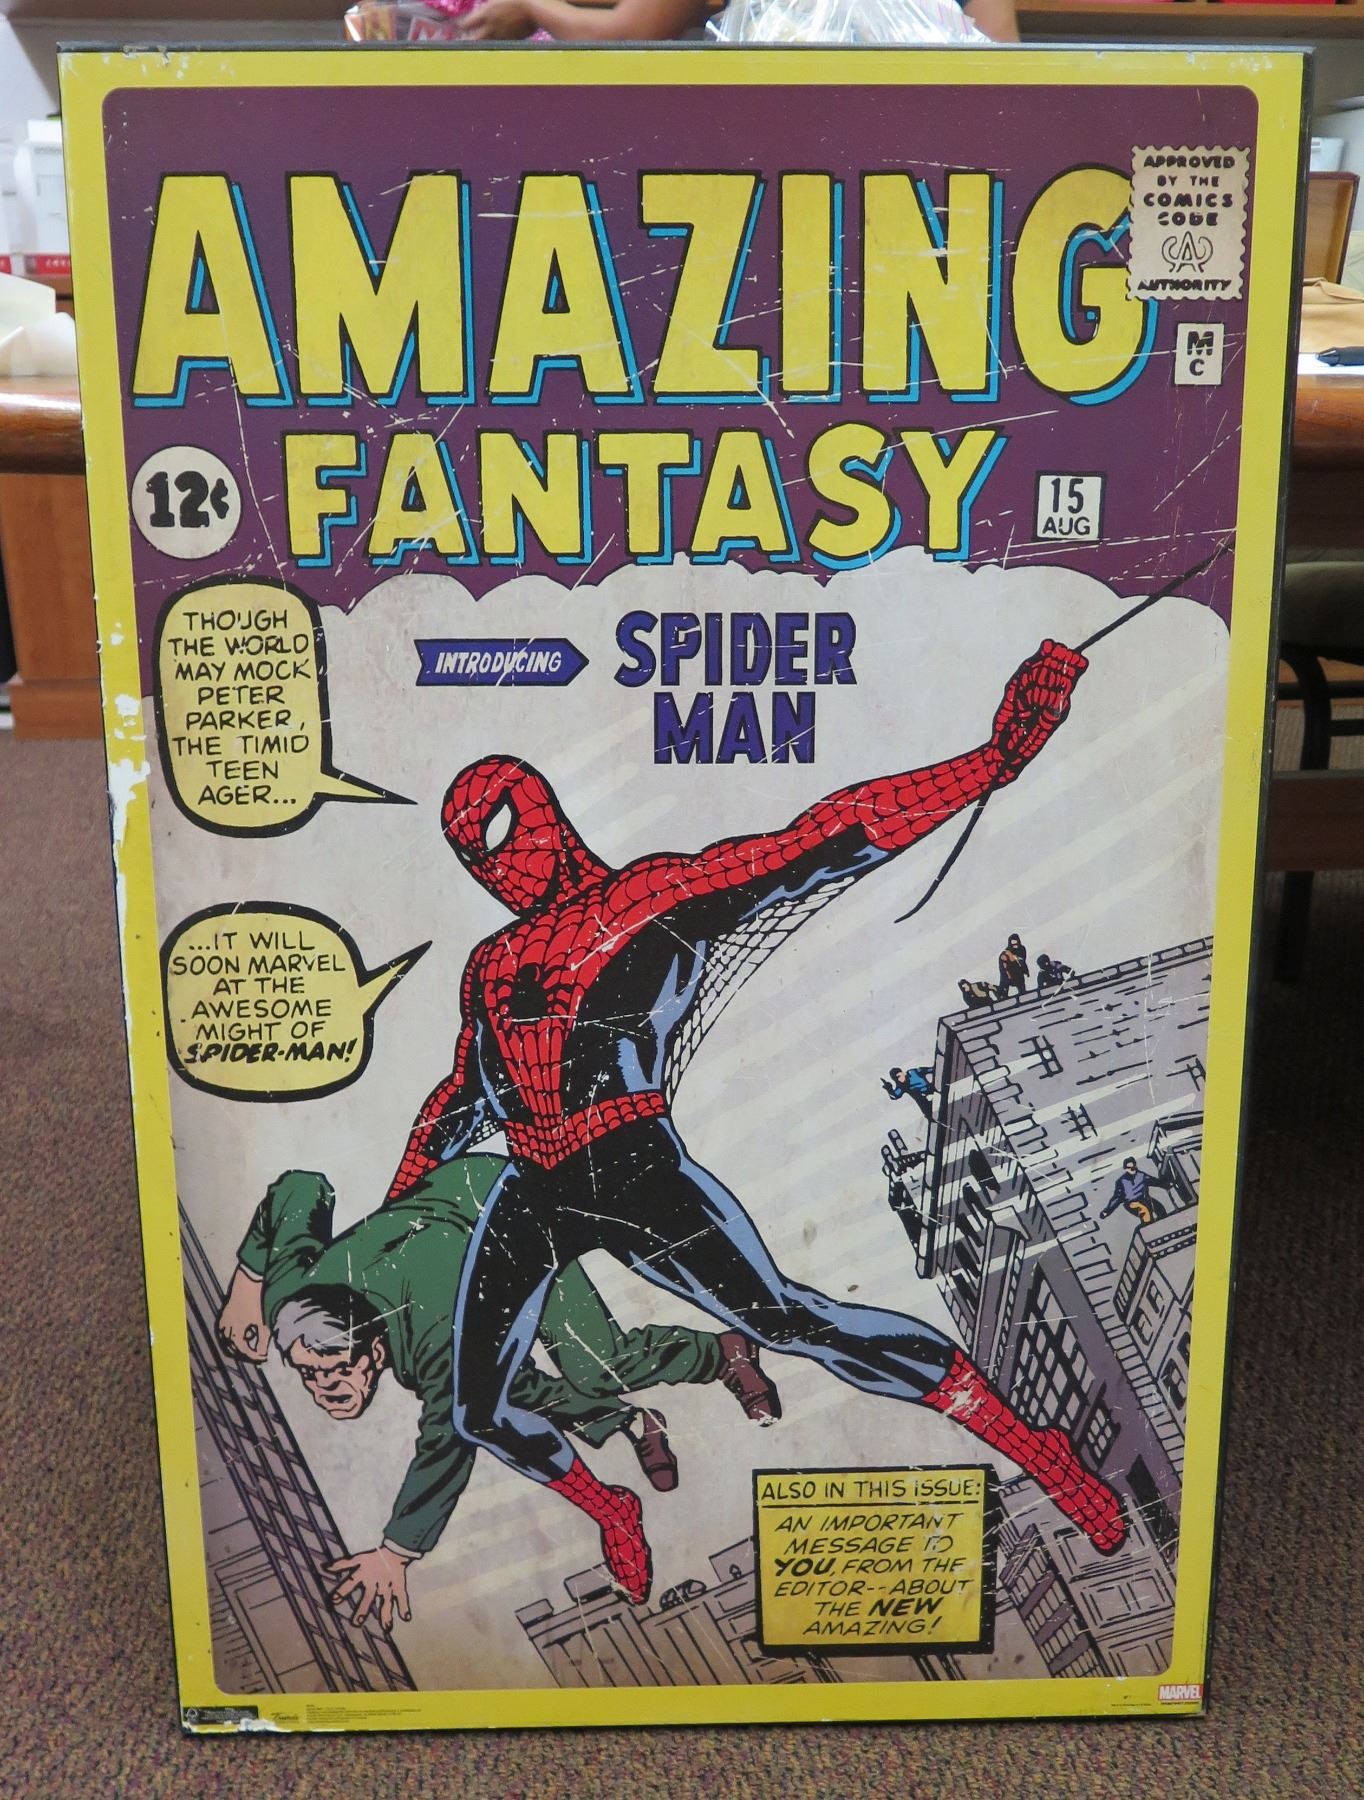 APPROVED
BY THE
COMICS
CODE
A
AUTHORITY
AMAZING
M
C
FANTASY
12¢
15
AUG
THOUGH
THE WORLD
MAY MOCK
PETER
PARKER,
THE TIMID
TEEN
AGER...
INTRODUCING
SPIDER
MAN
...IT WILL
SOON MARVEL
AT THE
AWESOME
MIGHT OF
SPIDER-MAN!
ALSO IN THIS ISSUE:
AN IMPORTANT
MESSAGE TO
YOU, FROM THE
EDITOR--ABOUT
THE NEW
AMAZING!
MARVEL
Trends